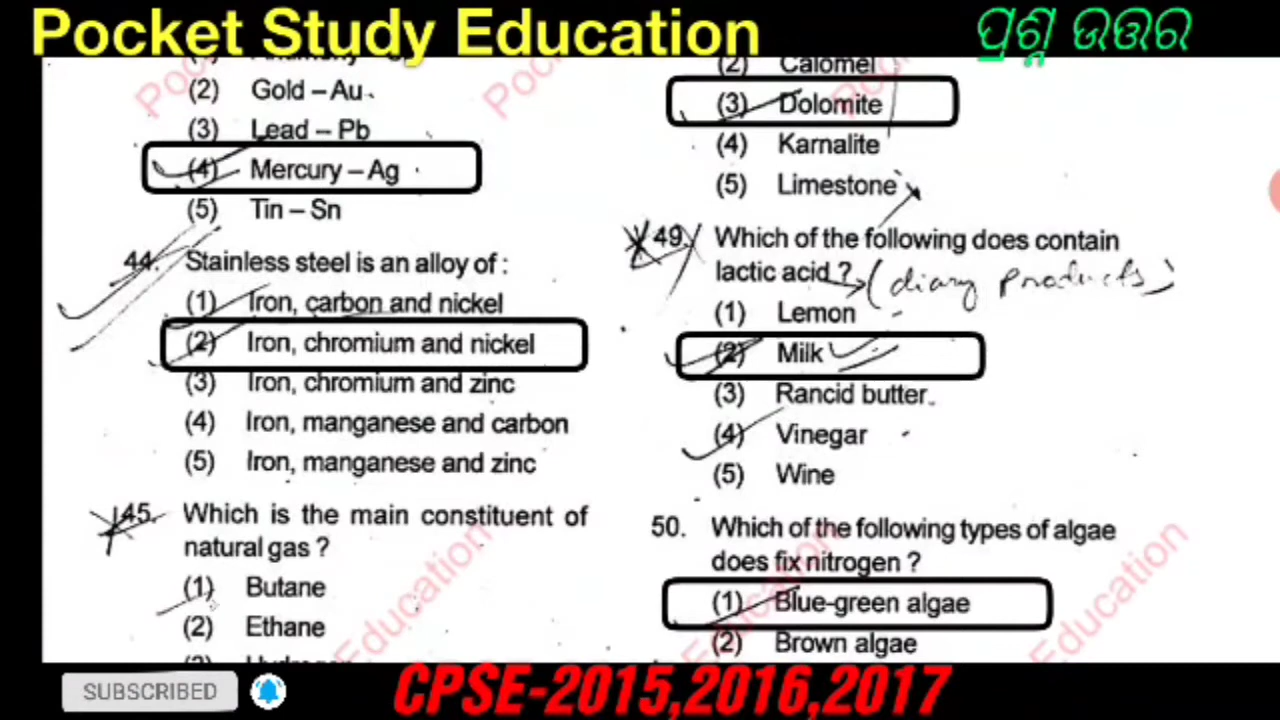 Pocket Study Education
ପ୍ରଶ୍ନ ଉତ୍ତର
(2) Gold – Au
(3) Lead – Pb
(4) Mercury – Ag
(5) Tin – Sn
44. Stainless steel is an alloy of :
(1) Iron, carbon and nickel
(2) Iron, chromium and nickel
(3) Iron, chromium and zinc
(4) Iron, manganese and carbon
(5) Iron, manganese and zinc
45. Which is the main constituent of
natural gas ?
(1) Butane
(2) Ethane
(2) Calomel
(3) Dolomite
(4) Karnalite
(5) Limestone
49. Which of the following does contain
lactic acid ? (diary products)
(1) Lemon
(2) Milk
(3) Rancid butter
(4) Vinegar
(5) Wine
50. Which of the following types of algae
does fix nitrogen ?
(1) Blue-green algae
(2) Brown algae
Education
Education
Education
SUBSCRIBED
CPSE-2015,2016,2017